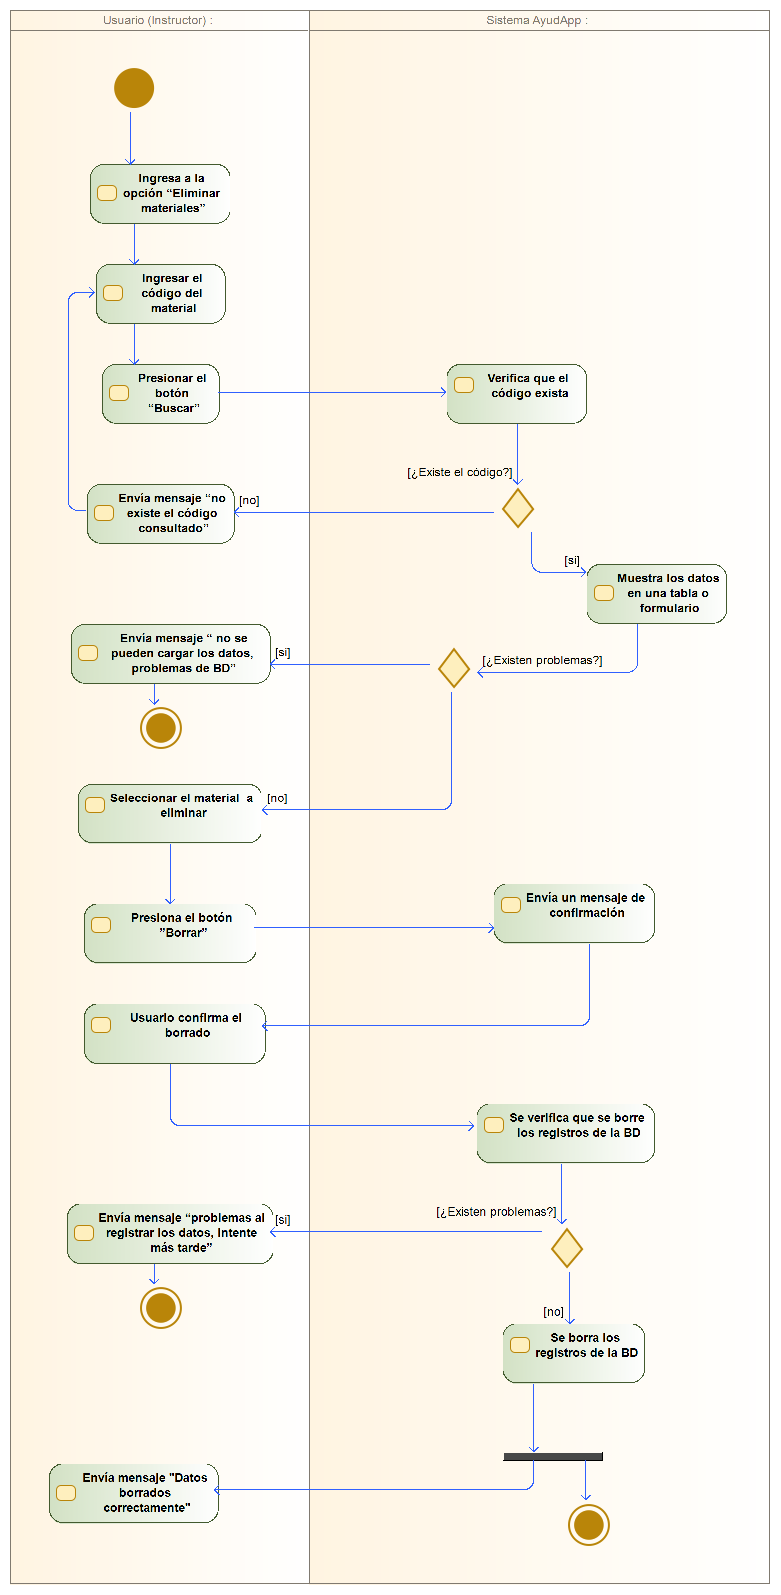 Usuario (Instructor) :
Sistema AyudApp :
Ingresa a la
opción “Eliminar
materiales”
Ingresar el
código del
material
Presionar el
botón
“Buscar”
Verifica que el
código exista
[¿Existe el código?]
Envía mensaje “no
existe el código
consultado”
[no]
[si]
Muestra los datos
en una tabla o
formulario
Envía mensaje “ no se
pueden cargar los datos,
problemas de BD”
[si]
[¿Existen problemas?]
Seleccionar el material a
eliminar
[no]
Presiona el botón
”Borrar”
Envía un mensaje de
confirmación
Usuario confirma el
borrado
Se verifica que se borre
los registros de la BD
[¿Existen problemas?]
Envía mensaje “problemas al
registrar los datos, intente
más tarde”
[si]
[no]
Se borra los
registros de la BD
Envía mensaje "Datos
borrados
correctamente"